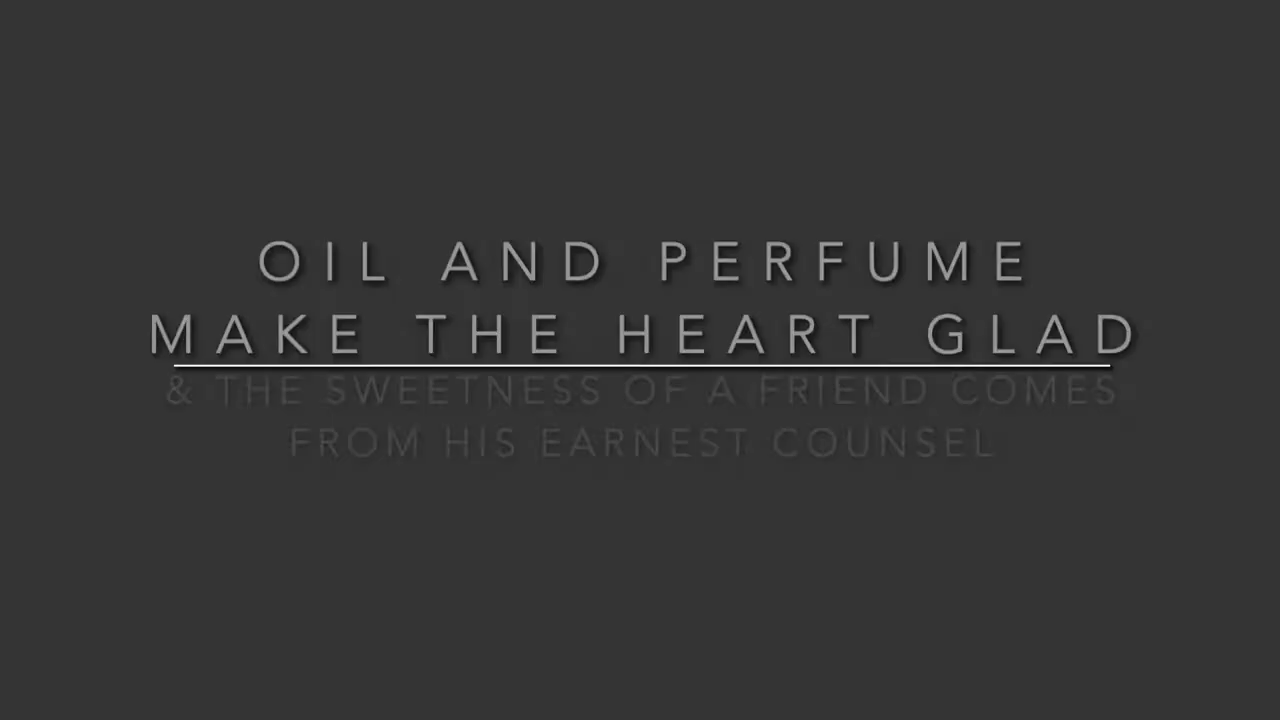 OIL AND PERFUME
MAKE THE HEART GLAD
& THE SWEETNESS OF A FRIEND COMES
FROM HIS EARNEST COUNSEL